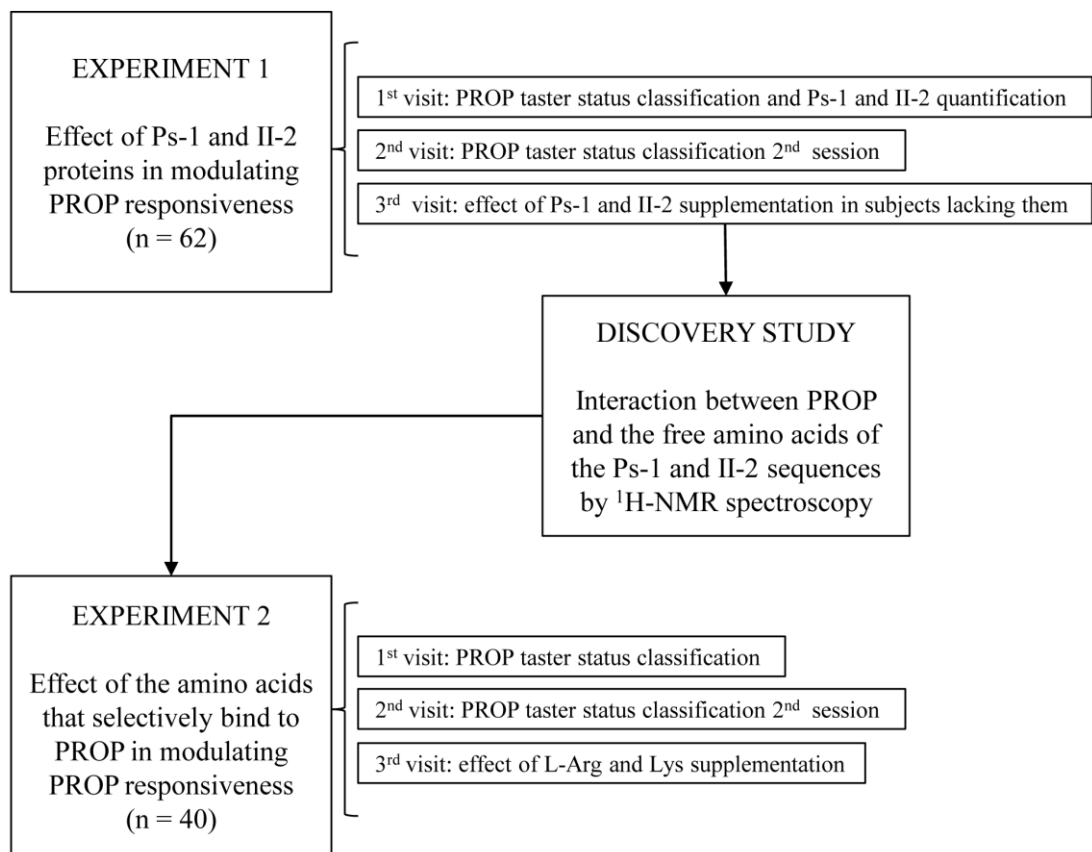 EXPERIMENT 1
Effect of Ps-1 and II-2
proteins in modulating
PROP responsiveness
(n = 62)
1st visit: PROP taster status classification and Ps-1 and II-2 quantification
2nd visit: PROP taster status classification 2nd session
3rd visit: effect of Ps-1 and II-2 supplementation in subjects lacking them
DISCOVERY STUDY
Interaction between PROP
and the free amino acids of
the Ps-1 and II-2 sequences
by 1H-NMR spectroscopy
EXPERIMENT 2
Effect of the amino acids
that selectively bind to
PROP in modulating
PROP responsiveness
(n = 40)
1st visit: PROP taster status classification
2nd visit: PROP taster status classification 2nd session
3rd visit: effect of L-Arg and Lys supplementation